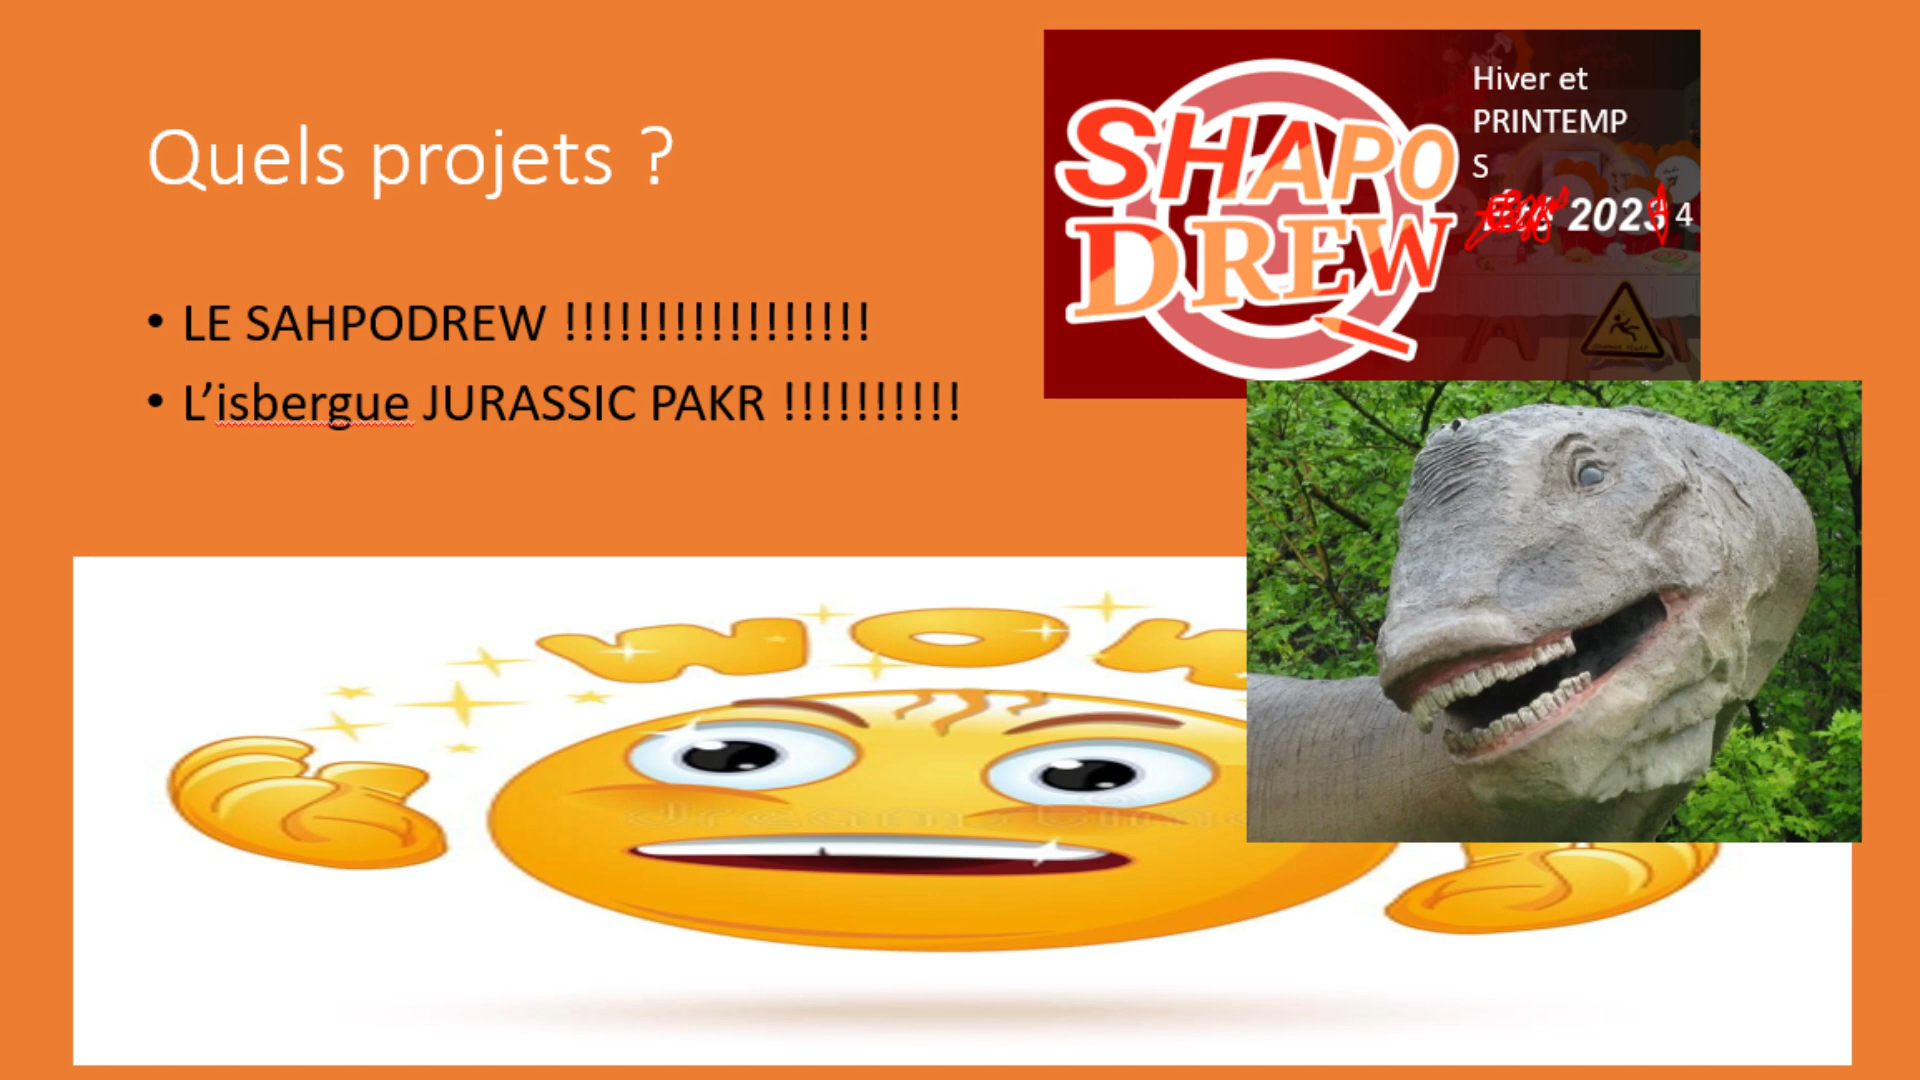 Quels projets ?
• LE SAHPODREW !!!!!!!!!!!!!!!!!
• L’isbergue JURASSIC PAKR !!!!!!!!!!
SHAPO
DREW
Hiver et
PRINTEMP
S
2023 4
WOW